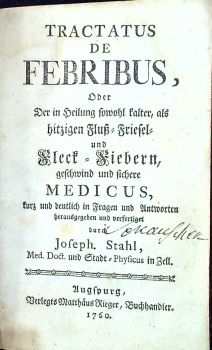 TRACTATUS
DE
FEBRIBUS,
Oder
Der in Heilung sowohl kalter, als
hitzigen Fluß-Friesel-
und
Fleck-Fiebern,
geschwind und sichere
MEDICUS,
kurz und deutlich in Fragen und Antworten
herausgegeben und verfertiget
durch
Joseph. Stahl,
Med. Doct. und Stadt-Physicus in Zell.
Augspurg,
Verlegts Matthäus Rieger, Buchhandler.
1760.